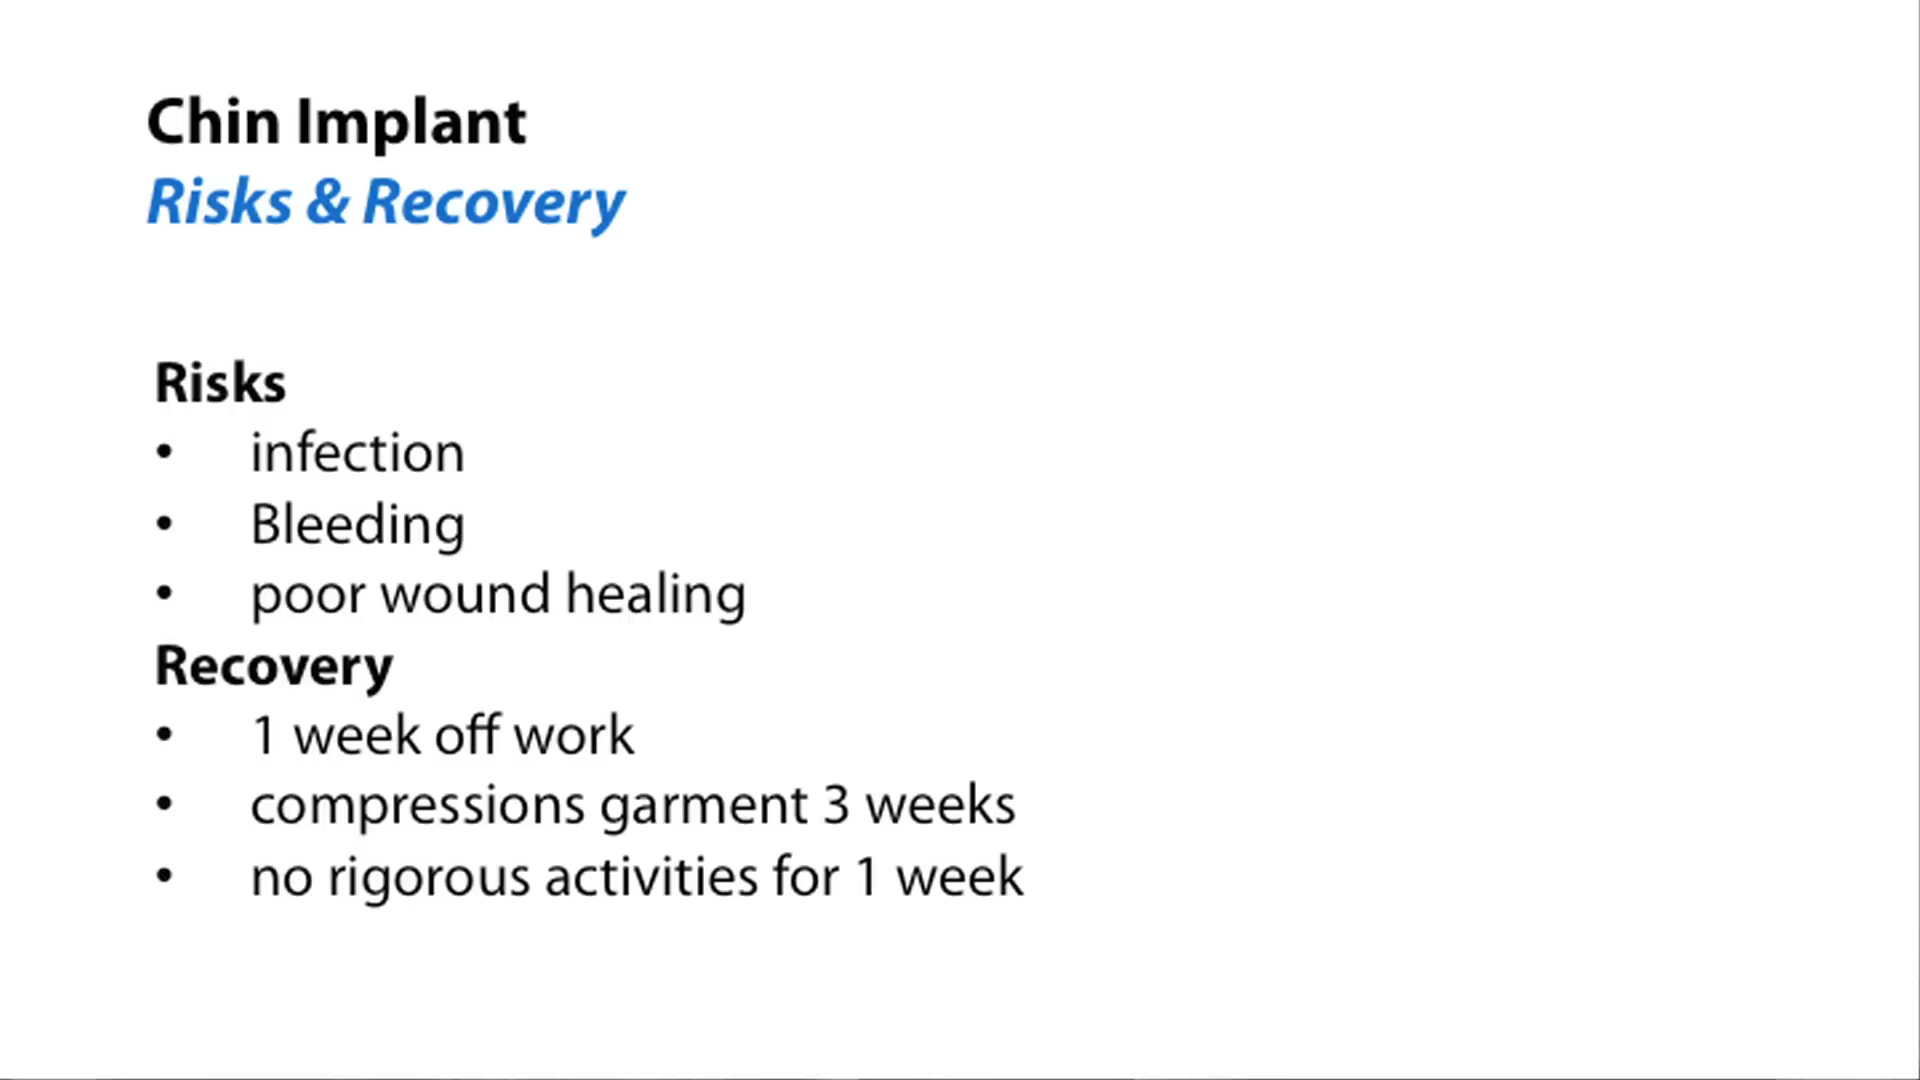 Chin Implant
Risks & Recovery
Risks
• infection
• Bleeding
• poor wound healing
Recovery
• 1 week off work
• compressions garment 3 weeks
• no rigorous activities for 1 week